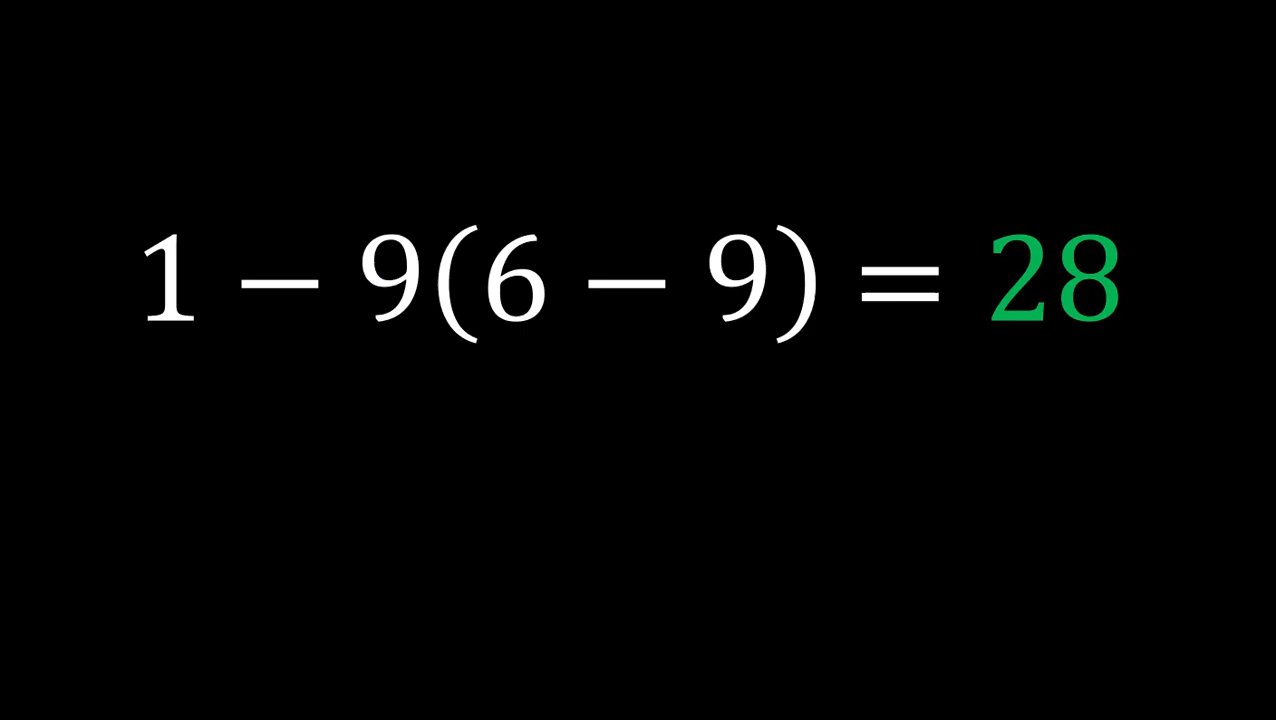 1 − 9(6 − 9) = 28